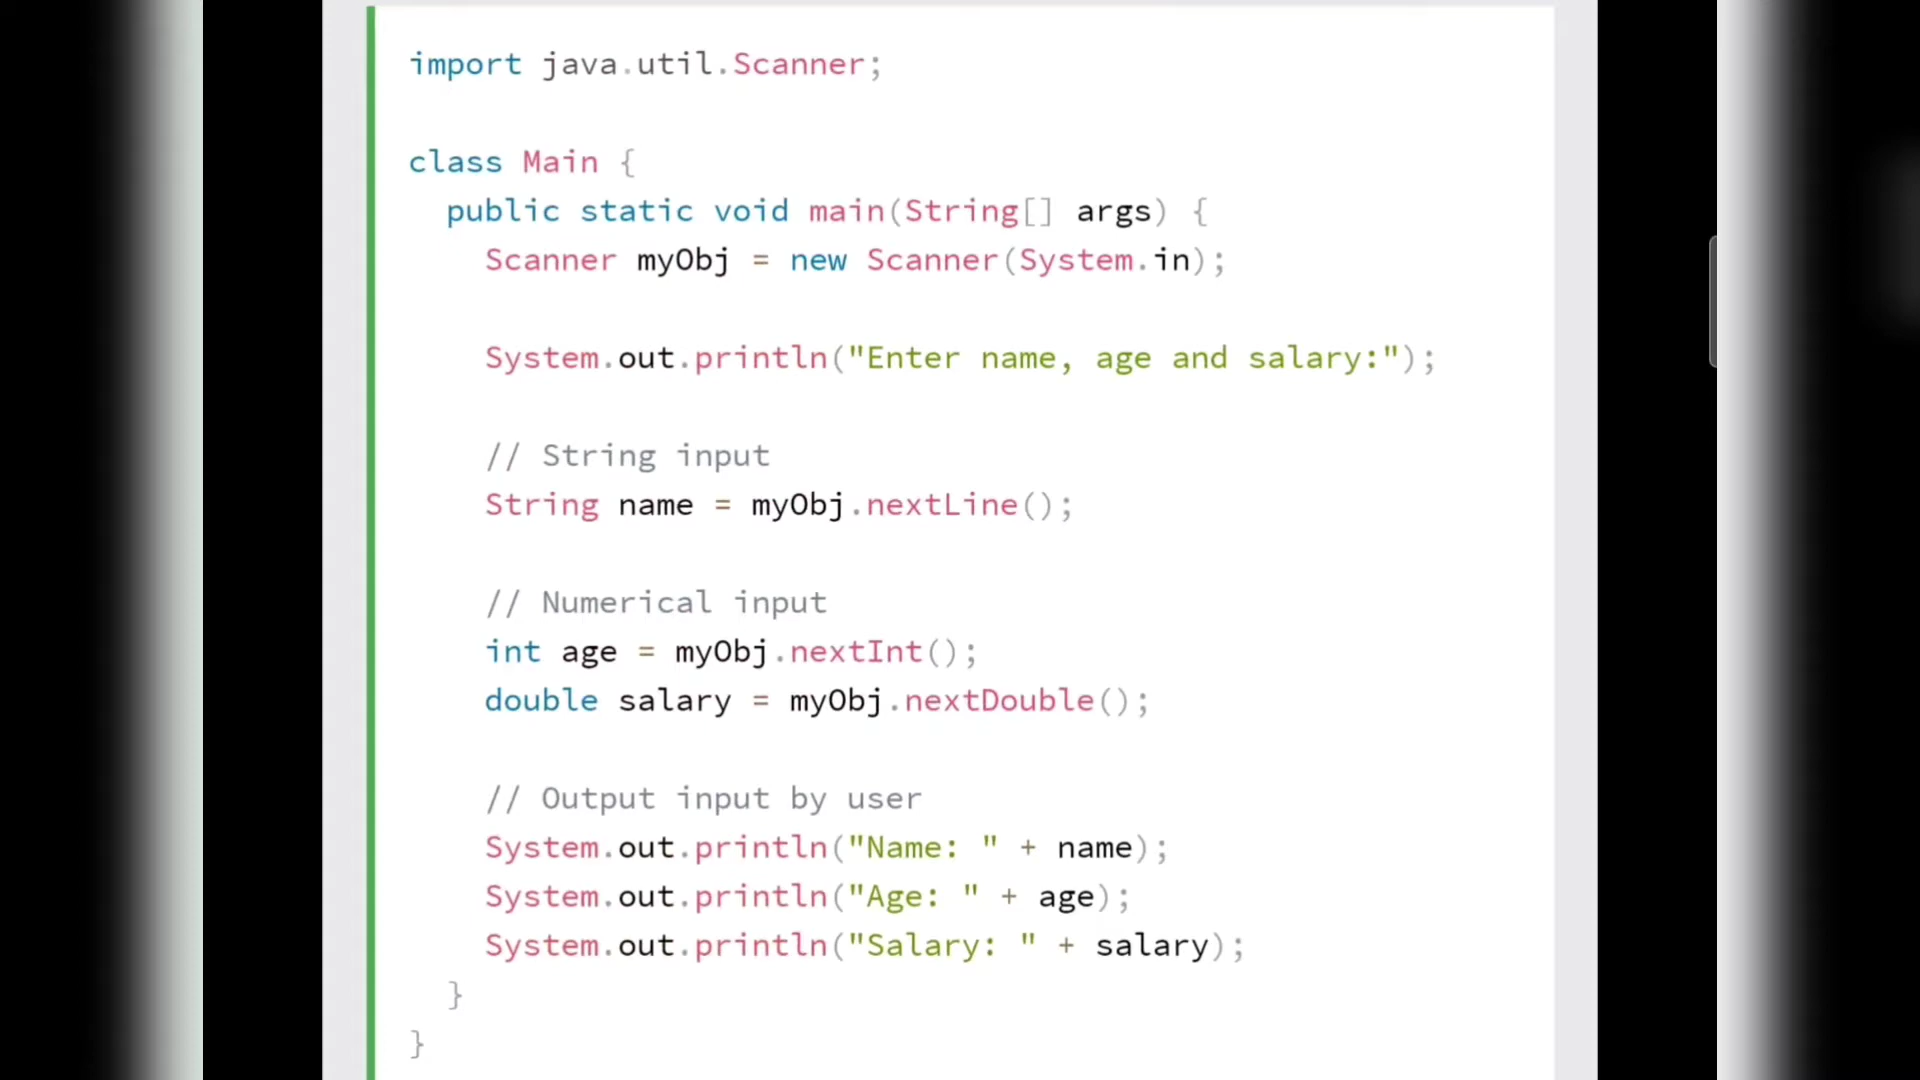 import java.util.Scanner;
class Main {
public static void main(String[] args) {
Scanner myObj = new Scanner(System.in);
System.out.println("Enter name, age and salary:");
// String input
String name = myObj.nextLine();
// Numerical input
int age = myObj.nextInt();
double salary = myObj.nextDouble();
// Output input by user
System.out.println("Name: " + name);
System.out.println("Age: " + age);
System.out.println("Salary: " + salary);
}
}